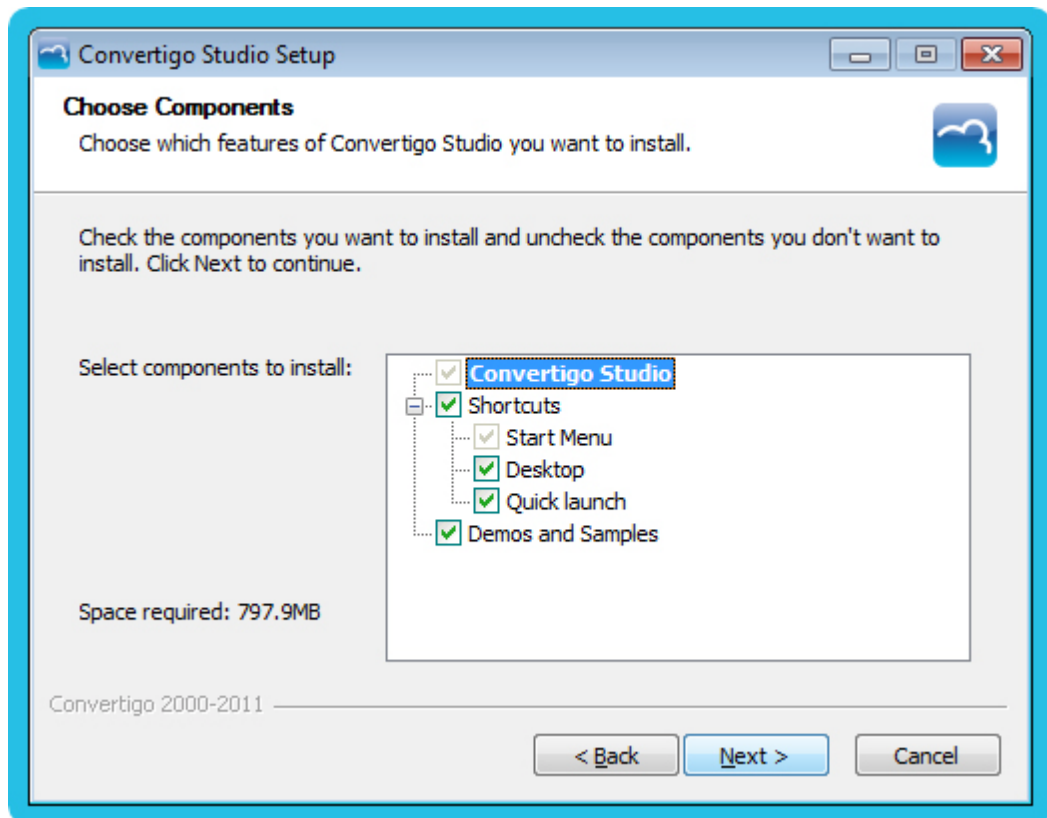 Convertigo Studio Setup
Choose Components
Choose which features of Convertigo Studio you want to install.
Check the components you want to install and uncheck the components you don't want to
install. Click Next to continue.
Select components to install:
Convertigo Studio
Shortcuts
Start Menu
Desktop
Quick launch
Demos and Samples
Space required: 797.9MB
Convertigo 2000-2011
< Back
Next >
Cancel